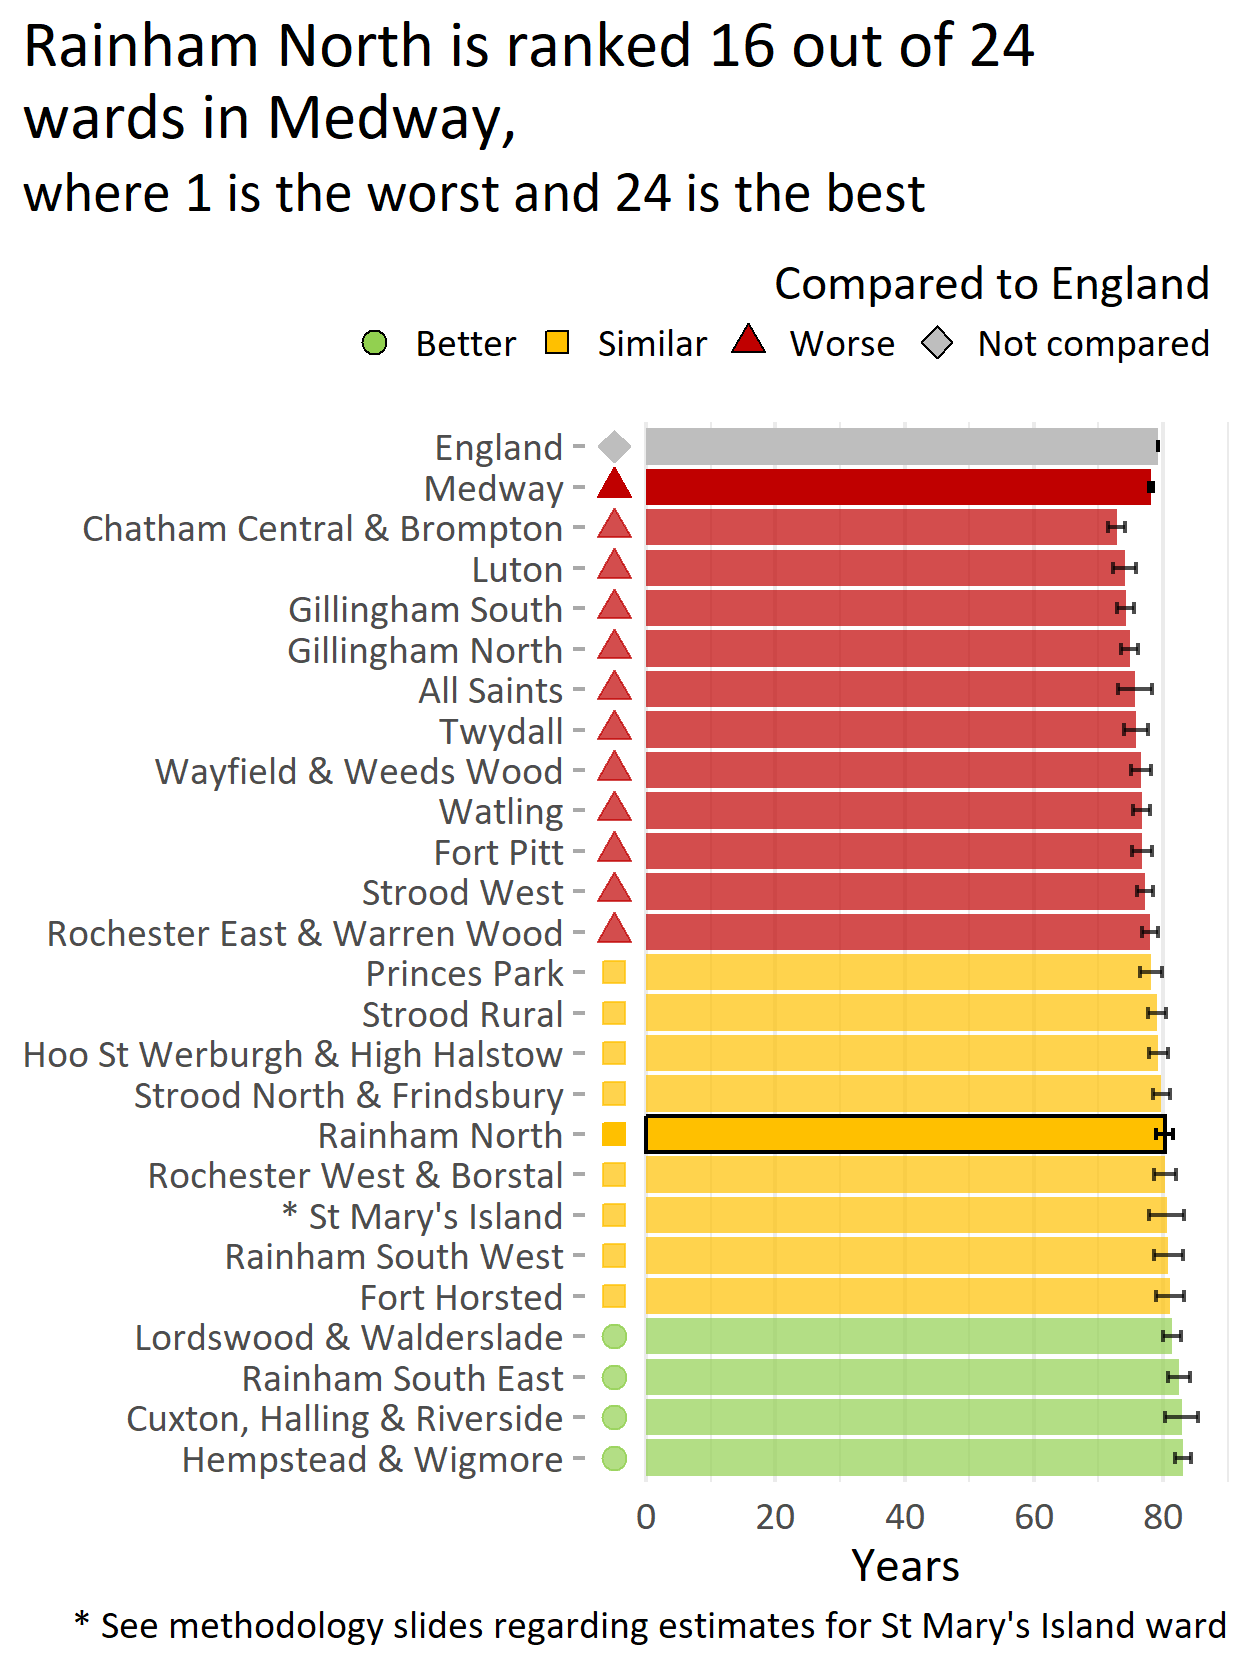 Rainham North is ranked 16 out of 24
wards in Medway,
where 1 is the worst and 24 is the best
Compared to England
Better Similar Worse Not compared
England
Medway
Chatham Central & Brompton
Luton
Gillingham South
Gillingham North
All Saints
Twydall
Wayfield & Weeds Wood
Watling
Fort Pitt
Strood West
Rochester East & Warren Wood
Princes Park
Strood Rural
Hoo St Werburgh & High Halstow
Strood North & Frindsbury
Rainham North
Rochester West & Borstal
* St Mary's Island
Rainham South West
Fort Horsted
Lordswood & Walderslade
Rainham South East
Cuxton, Halling & Riverside
Hempstead & Wigmore
0 20 40 60 80
Years
* See methodology slides regarding estimates for St Mary's Island ward